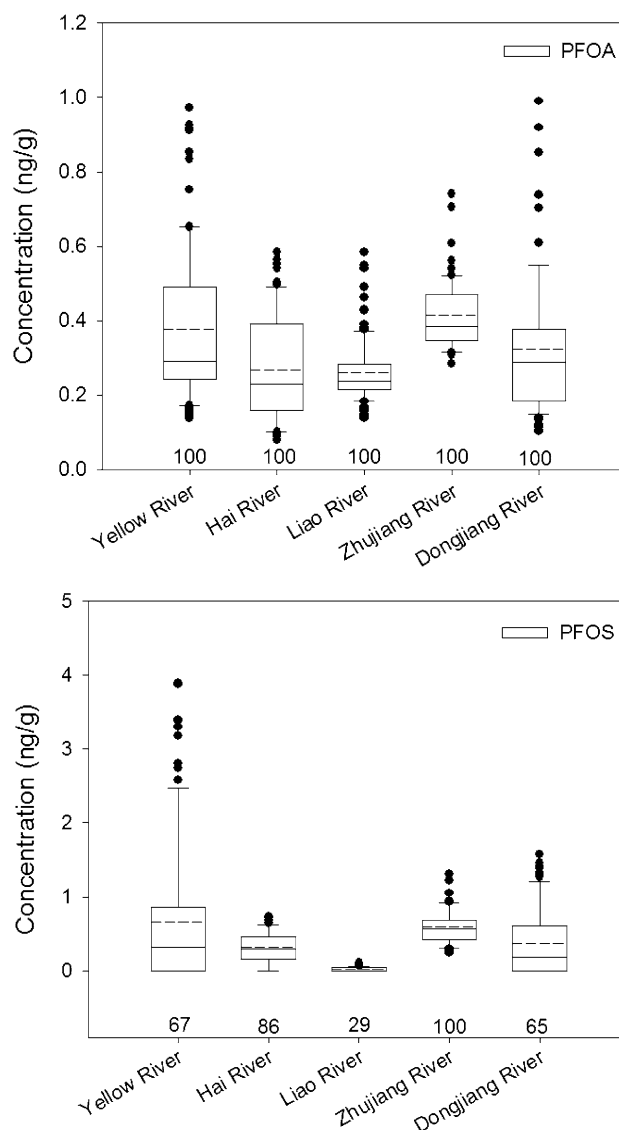 1.2
PFOA
1.0
0.8
0.6
0.4
0.2
0.0
Concentration (ng/g)
100 100 100 100 100
Yellow River
Hai River
Liao River
Zhujiang River
Dongjiang River
5
PFOS
4
3
2
1
0
Concentration (ng/g)
67 86 29 100 65
Yellow River
Hai River
Liao River
Zhujiang River
Dongjiang River